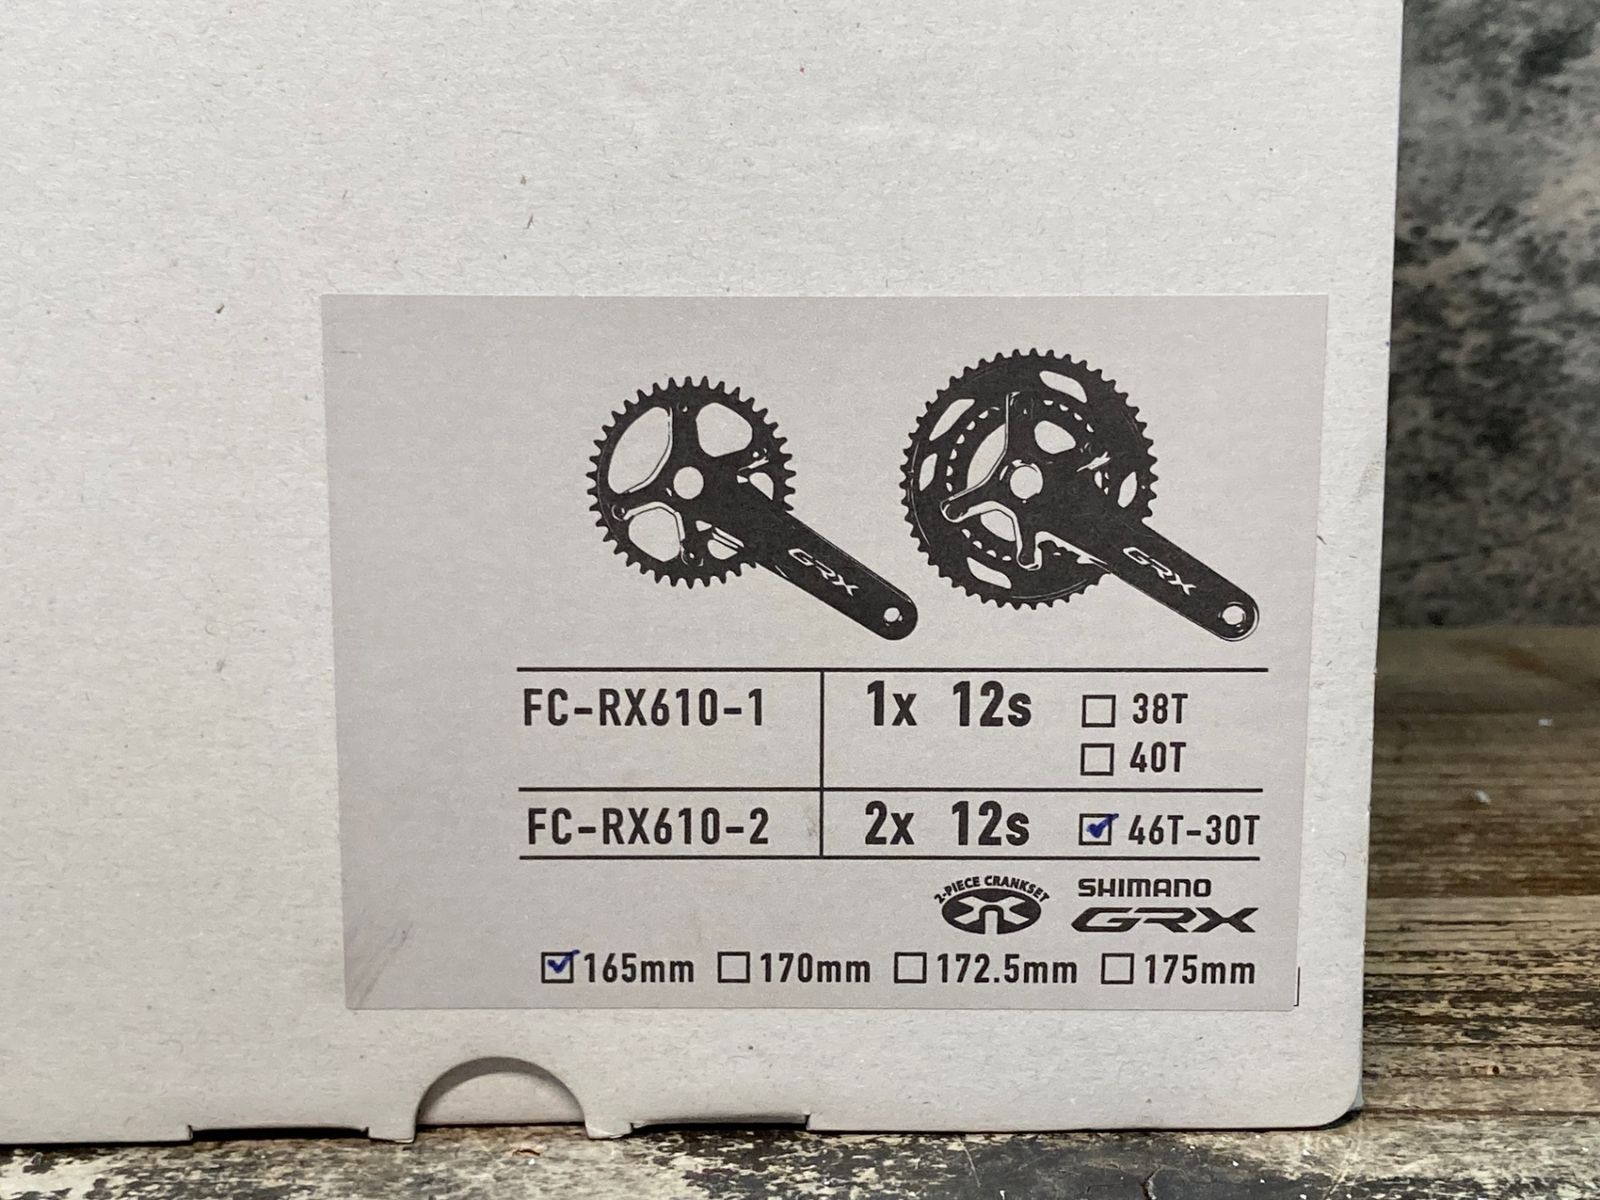 GRX
GRX
FC-RX610-1 1x 12s 38T
40T
FC-RX610-2 2x 12s 46T-30T
2-PIECE CRANKSET
SHIMANO
GRX
165mm 170mm 172.5mm 175mm